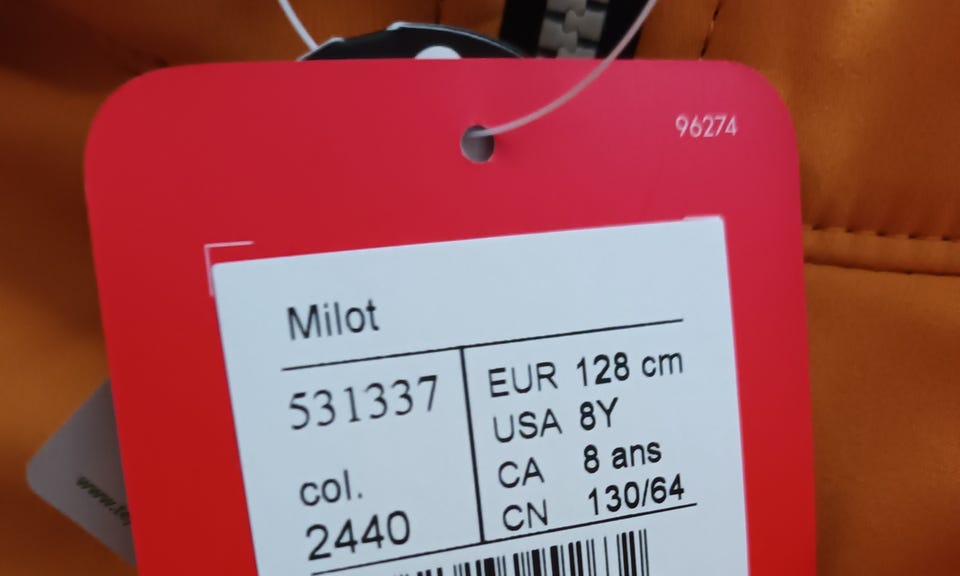 96274
Milot
531337
col.
2440
EUR 128 cm
USA 8Y
CA 8 ans
CN 130/64